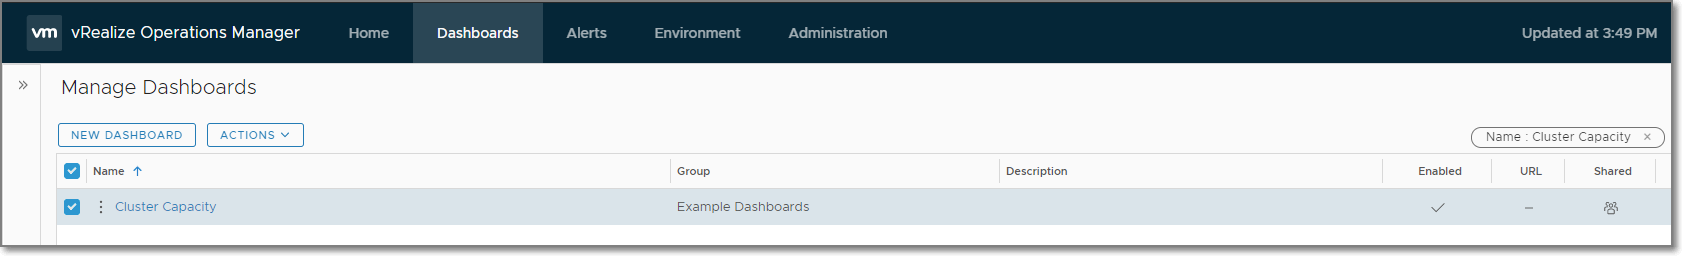 vm vRealize Operations Manager Home Dashboards Alerts Environment Administration Updated at 3:49 PM
Manage Dashboards
NEW DASHBOARD ACTIONS
Name : Cluster Capacity ×
Name Group Description Enabled URL Shared
Cluster Capacity Example Dashboards –